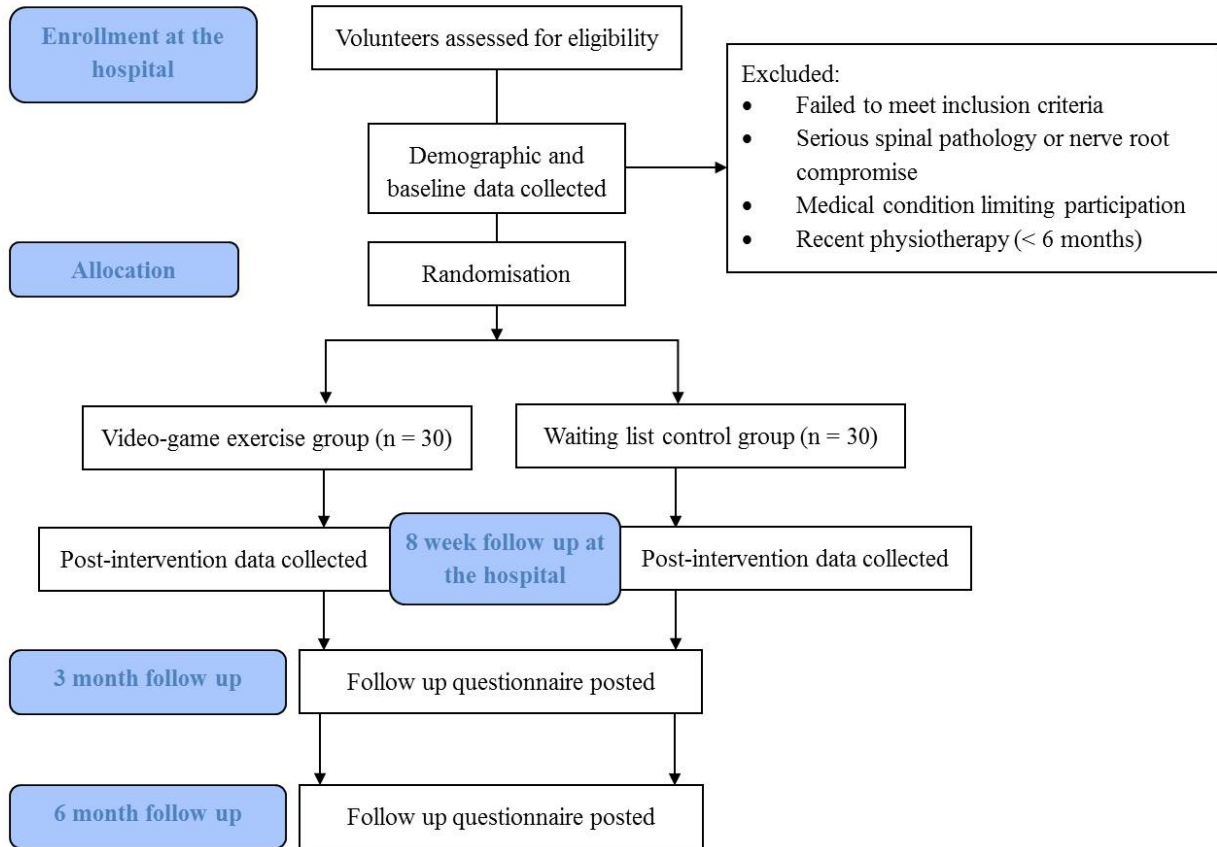 Enrollment at the
hospital
Volunteers assessed for eligibility
Excluded:
• Failed to meet inclusion criteria
• Serious spinal pathology or nerve root
compromise
• Medical condition limiting participation
• Recent physiotherapy (< 6 months)
Demographic and
baseline data collected
Allocation
Randomisation
Video-game exercise group (n = 30)
Waiting list control group (n = 30)
Post-intervention data collected
8 week follow up at
the hospital
Post-intervention data collected
3 month follow up
Follow up questionnaire posted
6 month follow up
Follow up questionnaire posted